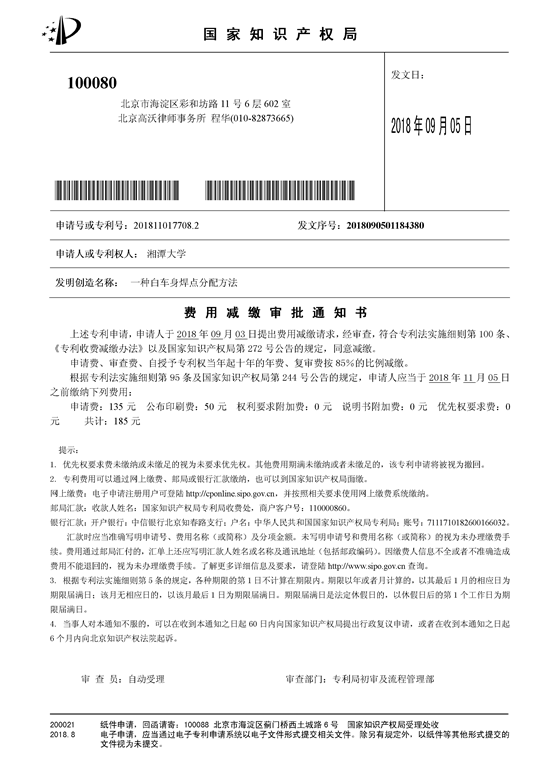 国家知识产权局
100080
北京市海淀区彩和坊路 11 号 6 层 602 室
北京高沃律师事务所 程华(010-82873665)
发文日：
2018 年 09 月 05 日
申请号或专利号：201811017708.2
发文序号：2018090501184380
申请人或专利权人： 湘潭大学
发明创造名称： 一种白车身焊点分配方法
费用减缴审批通知书
上述专利申请，申请人于 2018 年 09 月 03 日提出费用减缴请求，经审查，符合专利法实施细则第 100 条、
《专利收费减缴办法》以及国家知识产权局第 272 号公告的规定，同意减缴。
申请费、审查费、自授予专利权当年起十年的年费、复审费按 85%的比例减缴。
根据专利法实施细则第 95 条及国家知识产权局第 244 号公告的规定，申请人应当于 2018 年 11 月 05 日
之前缴纳下列费用：
申请费：135 元 公布印刷费：50 元 权利要求附加费：0 元 说明书附加费：0 元 优先权要求费：0
元 共计：185 元
提示：
1. 优先权要求费未缴纳或未缴足的视为未要求优先权。其他费用期满未缴纳或者未缴足的，该专利申请将被视为撤回。
2. 专利费用可以通过网上缴费、邮局或银行汇款缴纳，也可以到国家知识产权局面缴。
网上缴费：电子申请注册用户可登陆 http://cponline.sipo.gov.cn，并按照相关要求使用网上缴费系统缴纳。
邮局汇款：收款人姓名：国家知识产权局专利局收费处，商户客户号：110000860。
银行汇款：开户银行：中信银行北京知春路支行；户名：中华人民共和国国家知识产权局专利局；账号：7111710182600166032。
汇款时应当准确写明申请号、费用名称（或简称）及分项金额。未写明申请号和费用名称（或简称）的视为未办理缴费手
续。费用通过邮局汇付的，汇单上还应写明汇款人姓名或名称及通讯地址（包括邮政编码）。因缴费人信息不全或者不准确造成
费用不能退回的，视为未办理缴费手续。了解更多详细信息及要求，请登陆 http://www.sipo.gov.cn 查询。
3. 根据专利法实施细则第 5 条的规定，各种期限的第 1 日不计算在期限内。期限以年或者月计算的，以其最后 1 月的相应日为
期限届满日；该月无相应日的，以该月最后 1 日为期限届满日。期限届满日是法定休假日的，以休假日后的第 1 个工作日为期
限届满日。
4. 当事人对本通知不服的，可以在收到本通知之日起 60 日内向国家知识产权局提出行政复议申请，或者在收到本通知之日起
6 个月内向北京知识产权法院起诉。
审 查 员：自动受理
审查部门：专利局初审及流程管理部
200021 纸件申请，回函请寄：100088 北京市海淀区蓟门桥西土城路 6 号 国家知识产权局受理处收
2018.8 电子申请，应当通过电子专利申请系统以电子文件形式提交相关文件。除另有规定外，以纸件等其他形式提交的
文件视为未提交。